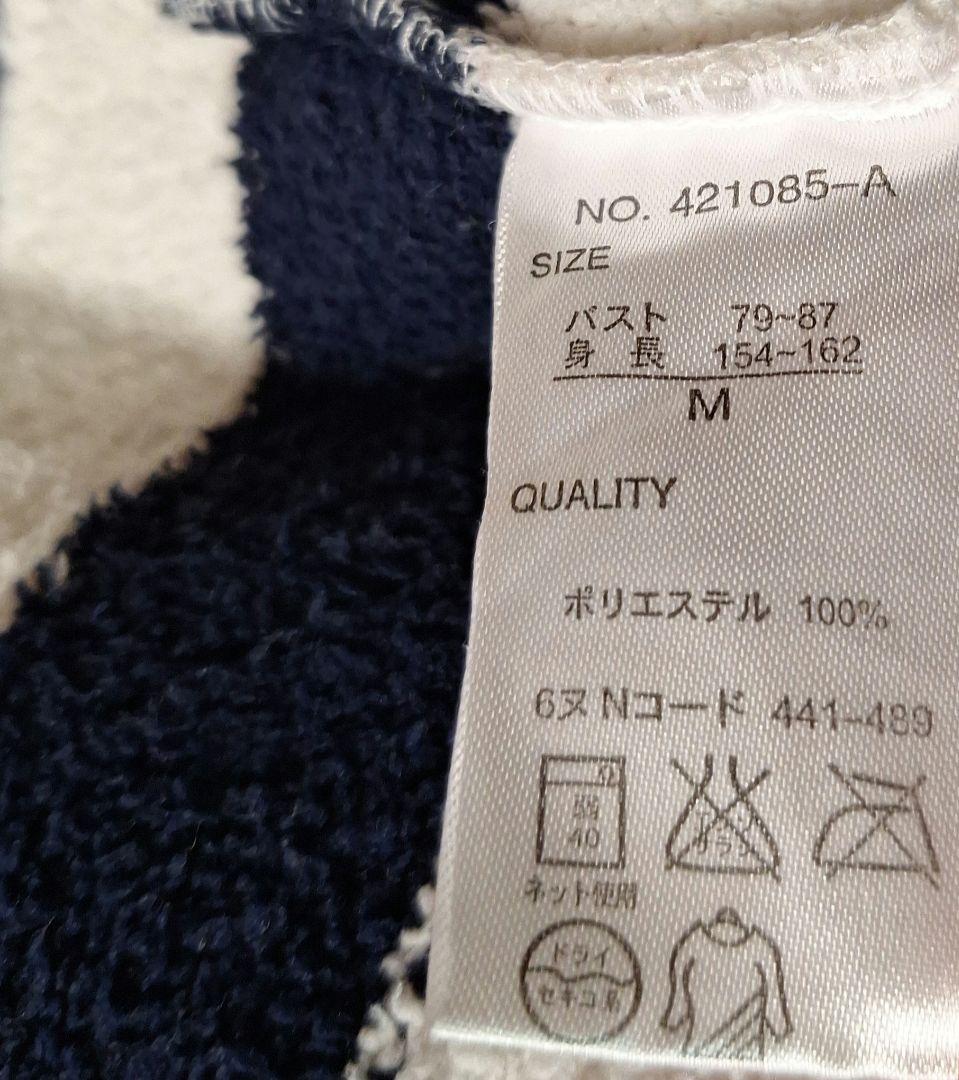 NO. 421085-A
SIZE
バスト 79~87
身 長 154~162
M
QUALITY
ポリエステル 100%
6ヌNコード 441-489
弱
40
ネット使用
ドライ
セキユ系